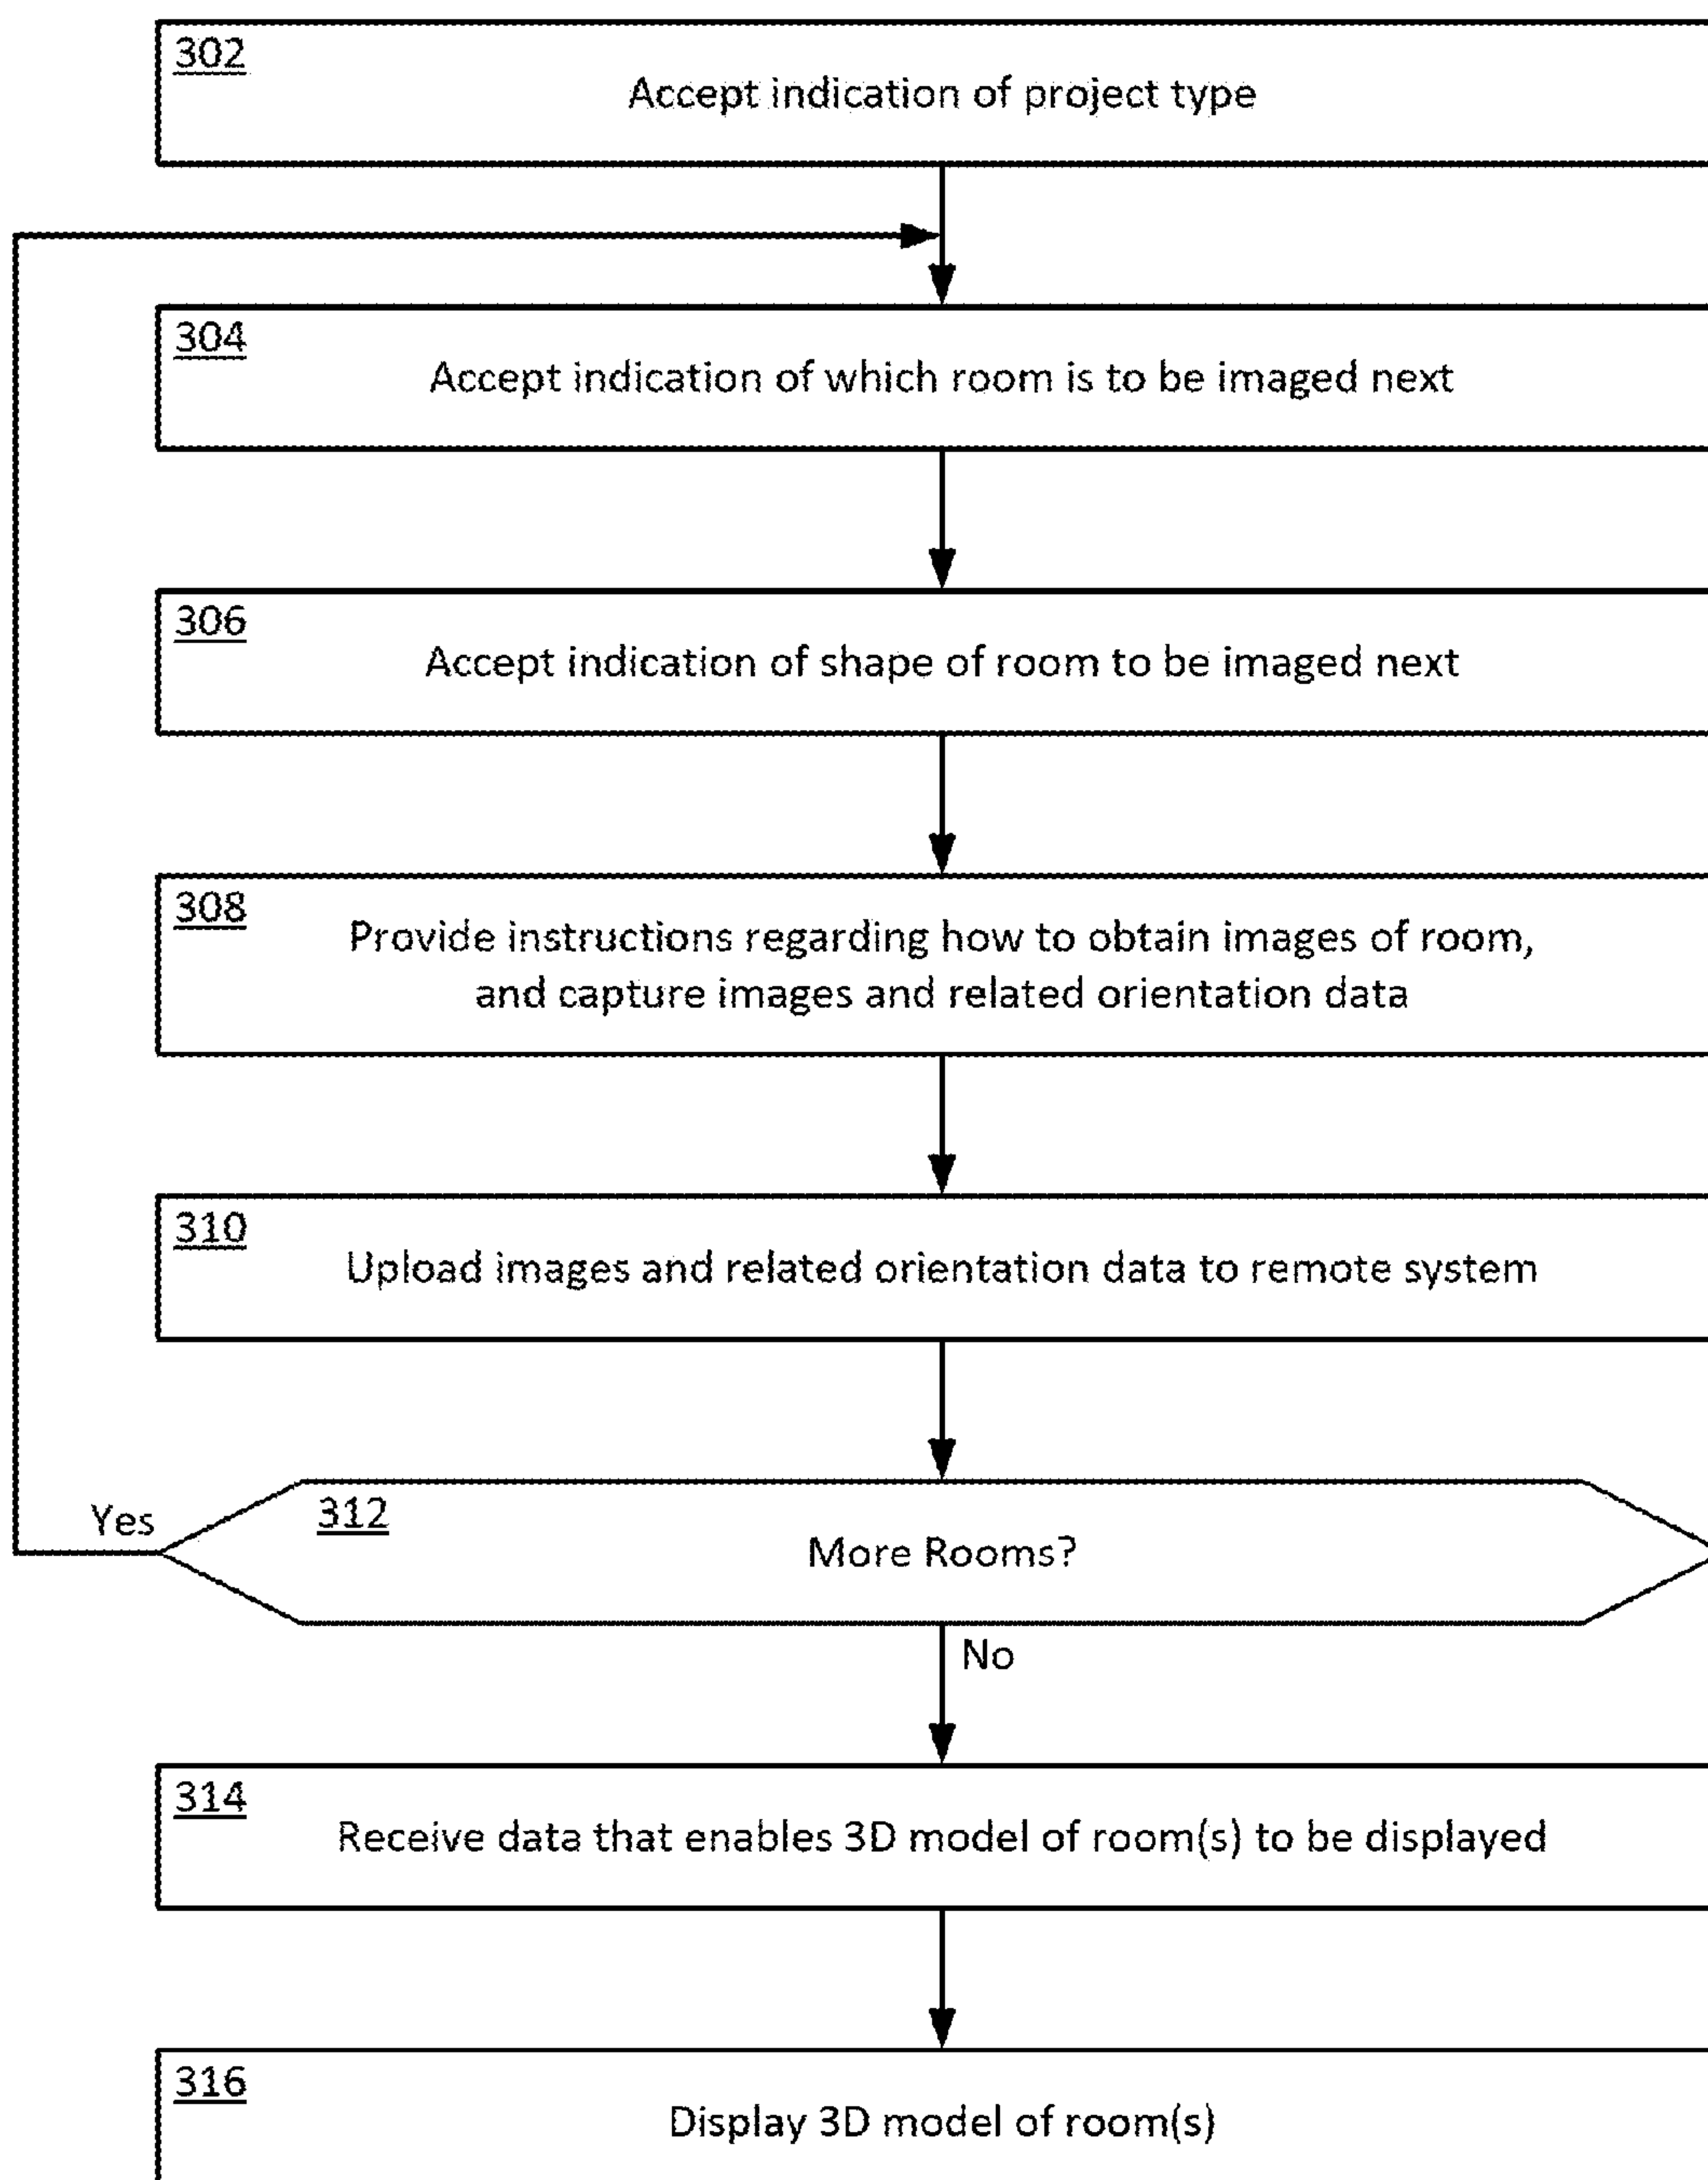 302
Accept indication of project type
304
Accept indication of which room is to be imaged next
306
Accept indication of shape of room to be imaged next
308
Provide instructions regarding how to obtain images of room,
and capture images and related orientation data
310
Upload images and related orientation data to remote system
Yes
312
More Rooms?
No
314
Receive data that enables 3D model of room(s) to be displayed
316
Display 3D model of room(s)